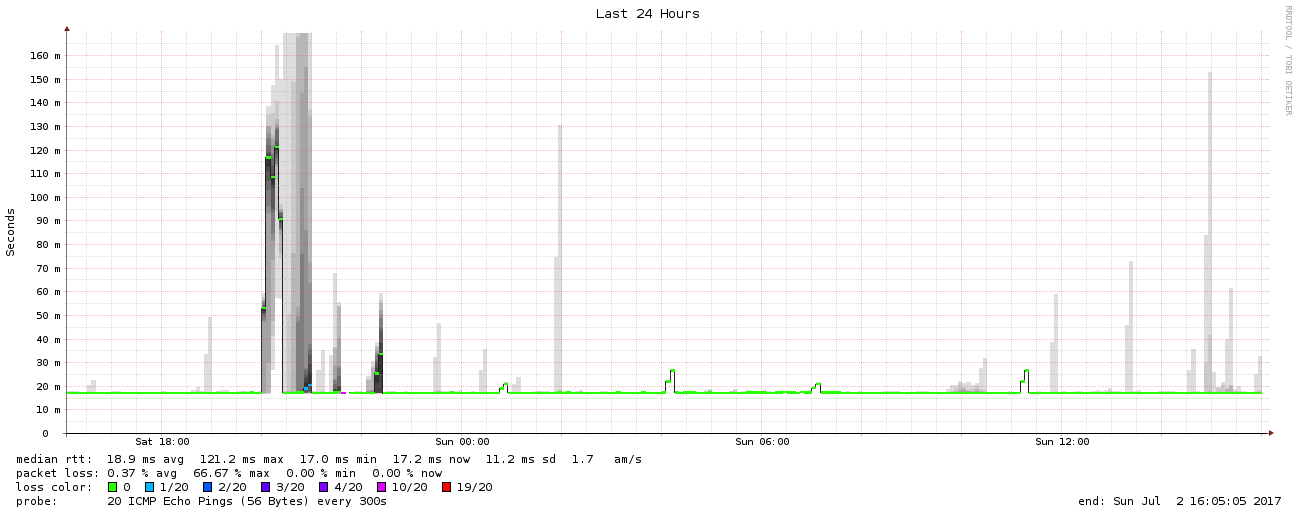 Last 24 Hours
RRDTOOL / TOBI OETIKER
Seconds
160 m
150 m
140 m
130 m
120 m
110 m
100 m
90 m
80 m
70 m
60 m
50 m
40 m
30 m
20 m
10 m
0
Sat 18:00 Sun 00:00 Sun 06:00 Sun 12:00
median rtt: 18.9 ms avg 121.2 ms max 17.0 ms min 17.2 ms now 11.2 ms sd 1.7 am/s
packet loss: 0.37 % avg 66.67 % max 0.00 % min 0.00 % now
loss color: 0 1/20 2/20 3/20 4/20 10/20 19/20
probe: 20 ICMP Echo Pings (56 Bytes) every 300s end: Sun Jul 2 16:05:05 2017